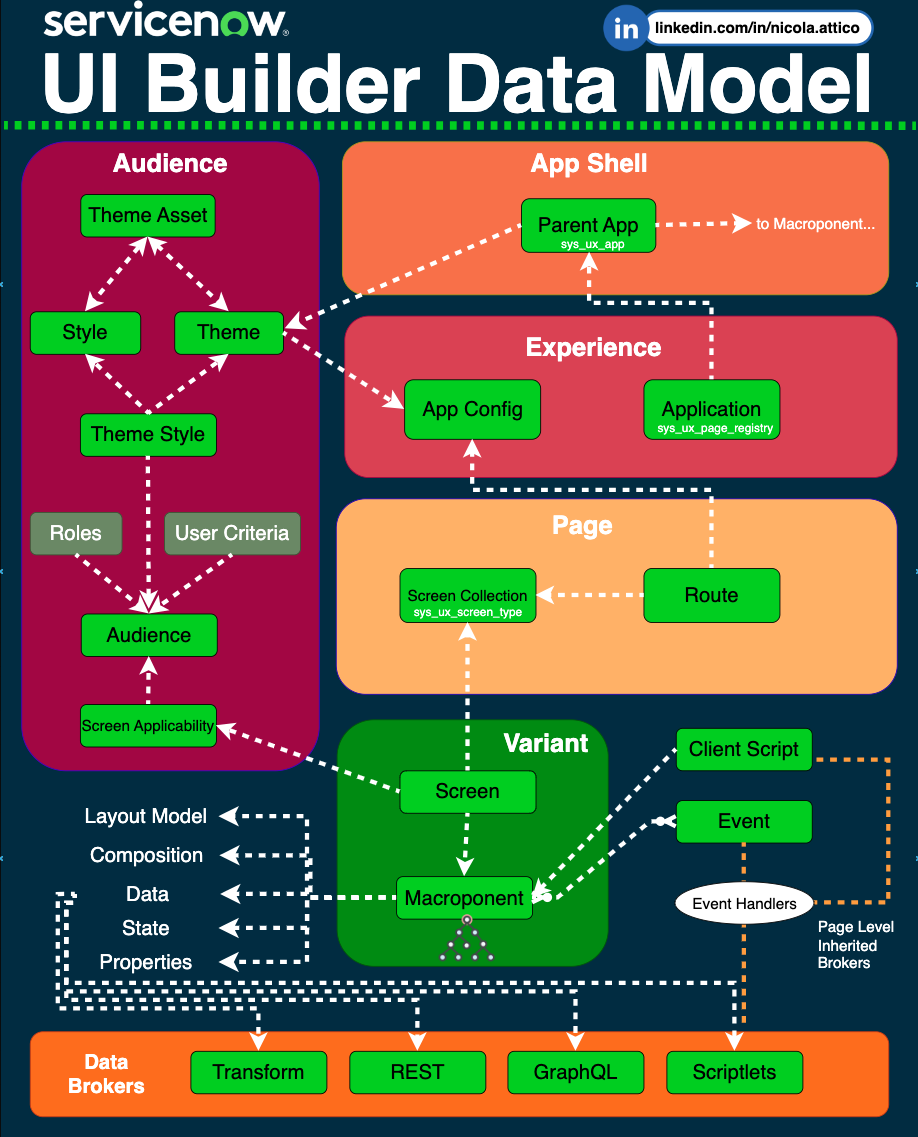 servicenow®
in linkedin.com/in/nicola.attico
UI Builder Data Model
Audience
Theme Asset
Style
Theme
Theme Style
Roles
User Criteria
Audience
Screen Applicability
App Shell
Parent App
sys_ux_app
to Macroponent...
Experience
App Config
Application
sys_ux_page_registry
Page
Screen Collection
sys_ux_screen_type
Route
Variant
Screen
Macroponent
Client Script
Event
Event Handlers
Page Level
Inherited
Brokers
Layout Model
Composition
Data
State
Properties
Data
Brokers
Transform
REST
GraphQL
Scriptlets